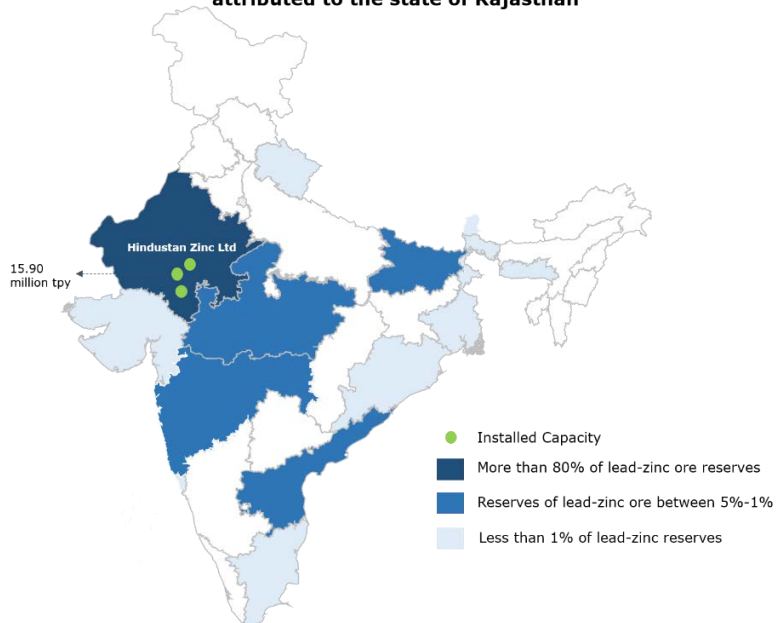 attributed to the state of Rajasthan
Hindustan Zinc Ltd
15.90
million tpy
Installed Capacity
More than 80% of lead-zinc ore reserves
Reserves of lead-zinc ore between 5%-1%
Less than 1% of lead-zinc reserves